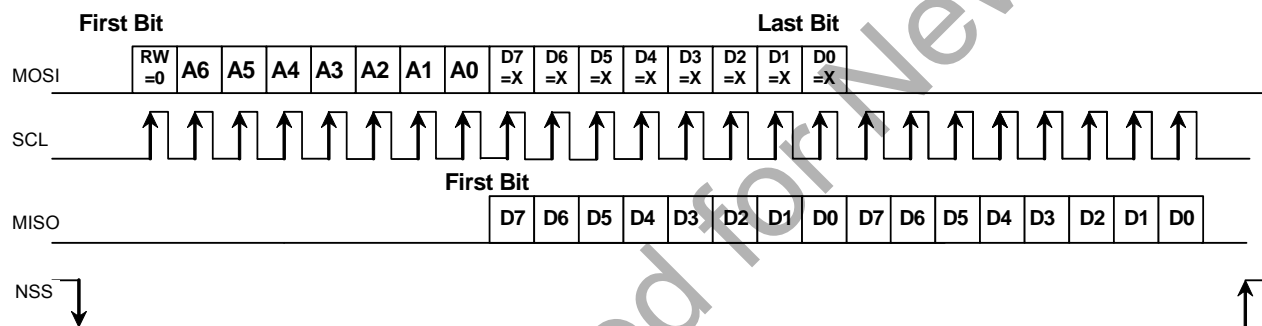 First Bit Last Bit
MOSI RW =0 A6 A5 A4 A3 A2 A1 A0 D7 =X D6 =X D5 =X D4 =X D3 =X D2 =X D1 =X D0 =X
SCL
First Bit
MISO D7 D6 D5 D4 D3 D2 D1 D0 D7 D6 D5 D4 D3 D2 D1 D0
NSS
for New